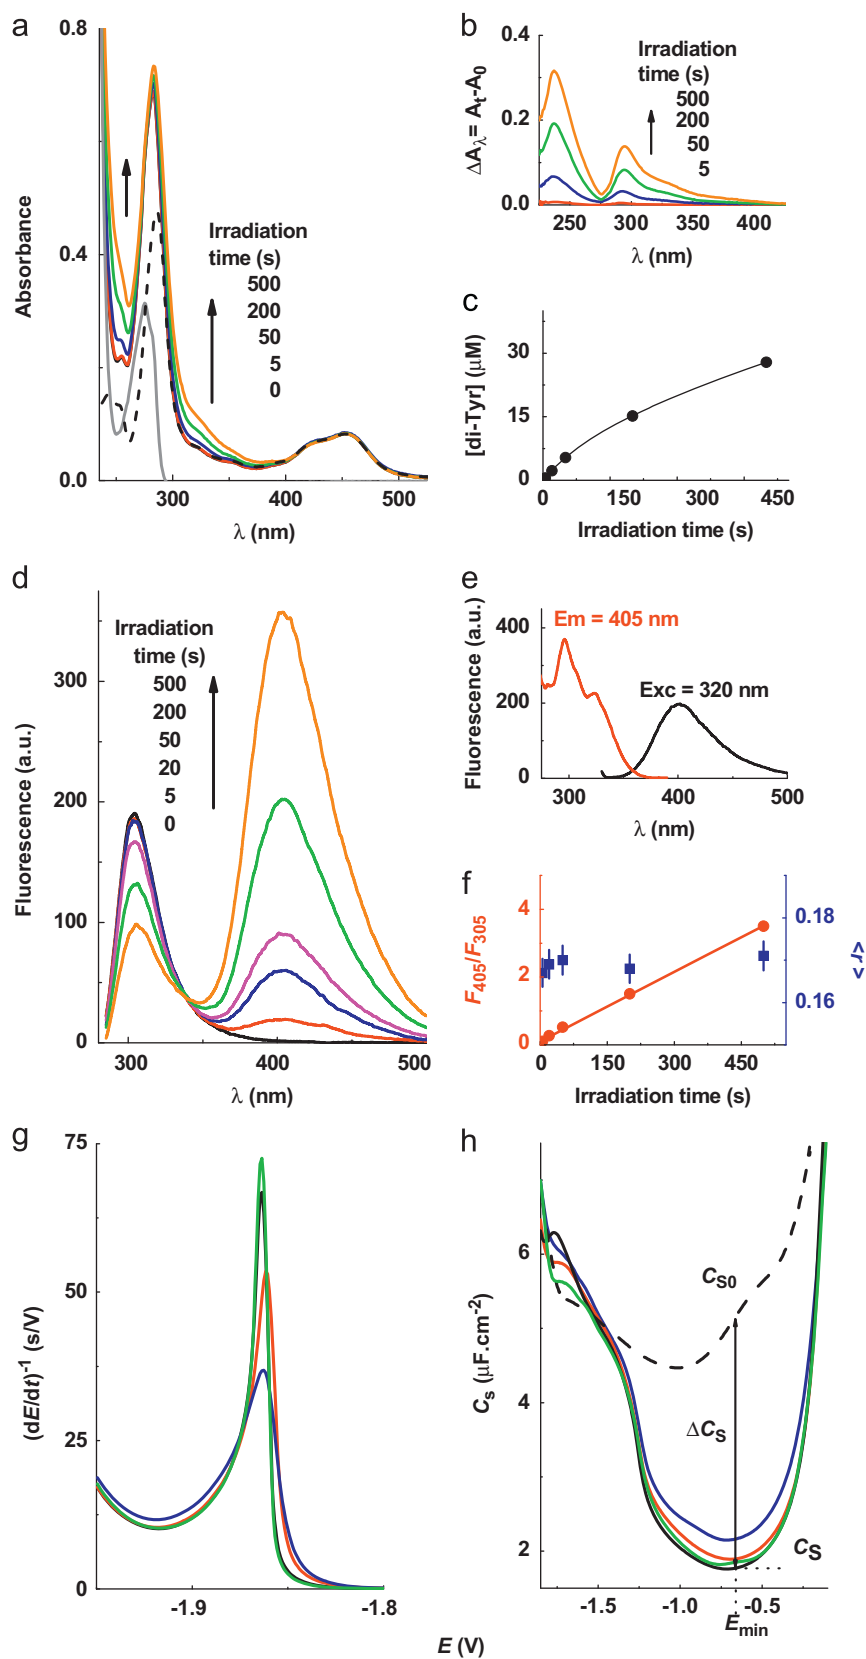 a
0.8
0.4
0.0
Absorbance
Irradiation
time (s)
500
200
50
5
0
300
400
500
λ (nm)
b
0.4
0.2
0.0
ΔAλ= At-A0
Irradiation
time (s)
500
200
50
5
250
300
350
400
λ (nm)
c
30
15
0
[di-Tyr] (μM)
0
150
300
450
Irradiation time (s)
d
300
200
100
0
Fluorescence (a.u.)
Irradiation
time (s)
500
200
50
20
5
0
300
400
500
λ (nm)
e
400
200
0
Fluorescence (a.u.)
Em = 405 nm
Exc = 320 nm
300
400
500
λ (nm)
f
4
2
0
F405/F305
0.18
0.16
<r>
0
150
300
450
Irradiation time (s)
g
75
50
25
0
(dE/dt)-1 (s/V)
-1.9
-1.8
h
6
4
2
Cs (μF.cm-2)
CS0
ΔCS
CS
-1.5
-1.0
-0.5
Emin
E (V)